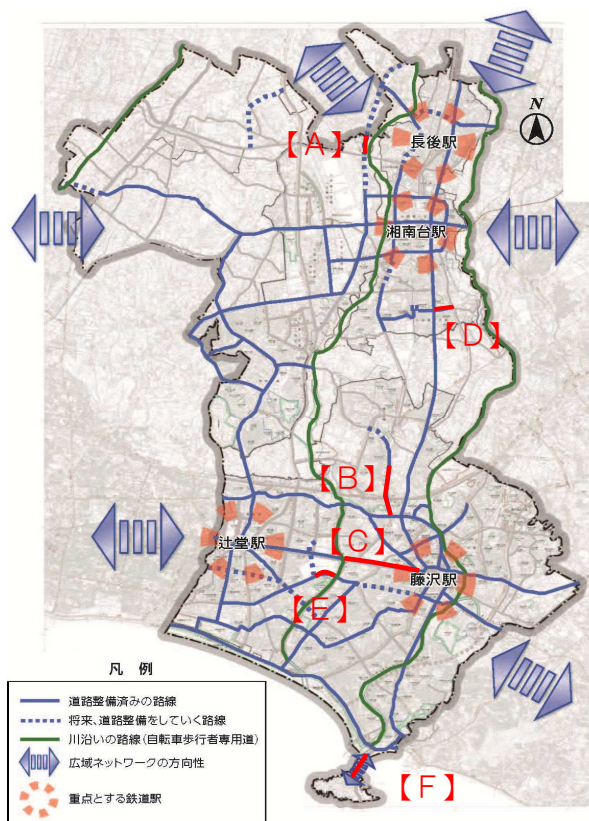 N
長後駅
【A】
湘南台駅
【D】
【B】
辻堂駅
【C】
藤沢駅
【E】
凡 例
道路整備済みの路線
将来、道路整備をしていく路線
川沿いの路線(自転車歩行者専用道)
広域ネットワークの方向性
重点とする鉄道駅
【F】